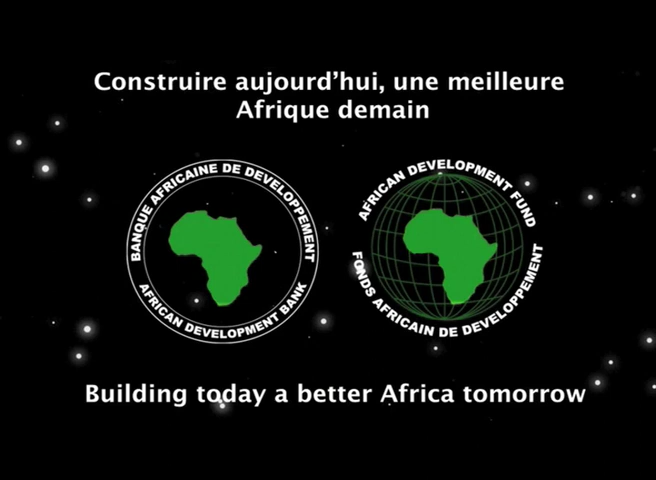 Construire aujourd'hui, une meilleure
Afrique demain
BANQUE AFRICAINE DE DEVELOPPEMENT
AFRICAN DEVELOPMENT BANK
AFRICAN DEVELOPMENT FUND
FONDS AFRICAIN DE DEVELOPPEMENT
Building today a better Africa tomorrow